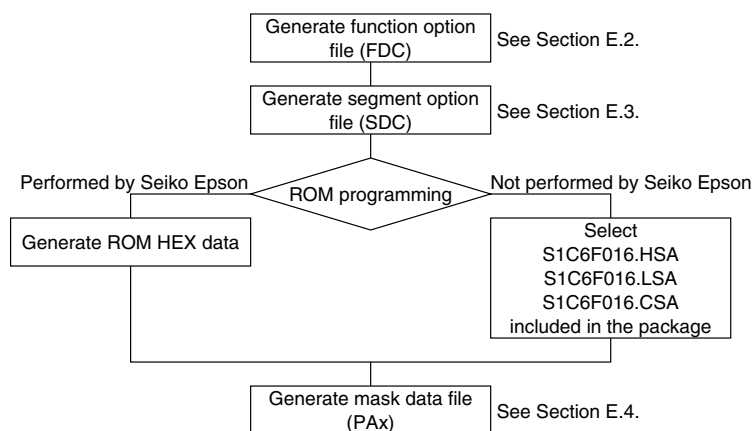 Generate function option
file (FDC)
See Section E.2.
Generate segment option
file (SDC)
See Section E.3.
Performed by Seiko Epson
ROM programming
Not performed by Seiko Epson
Generate ROM HEX data
Select
S1C6F016.HSA
S1C6F016.LSA
S1C6F016.CSA
included in the package
Generate mask data file
(PAx)
See Section E.4.